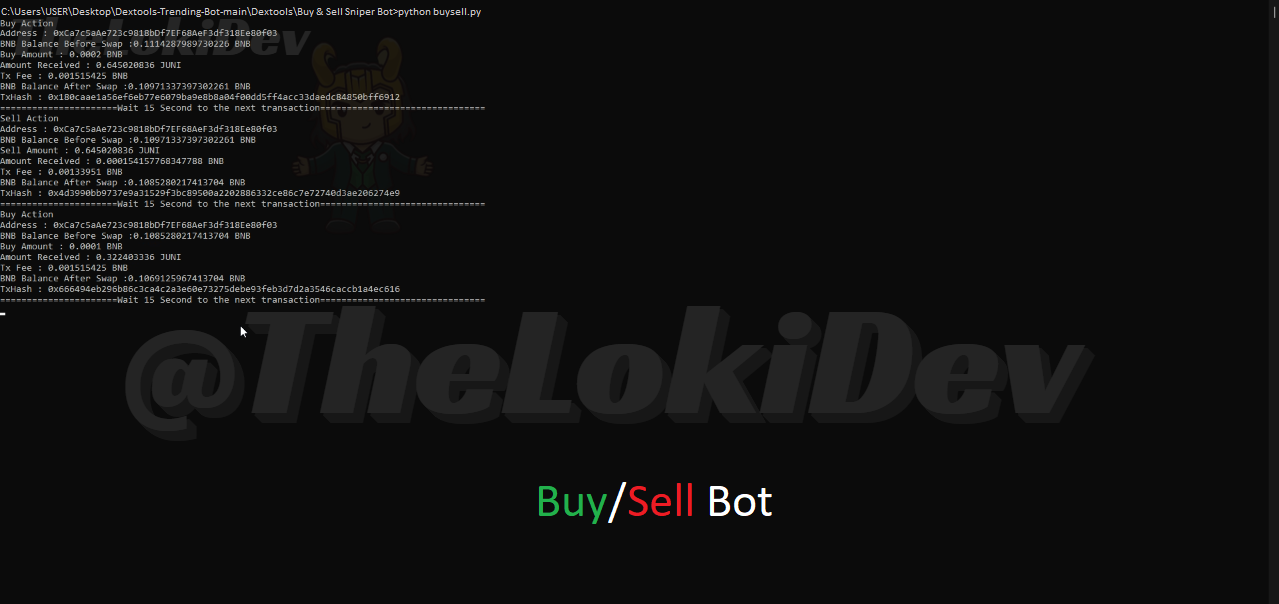 C:\Users\USER\Desktop\Dextools-Trending-Bot-main\Dextools\Buy & Sell Sniper Bot>python buysell.py
Buy Action
Address : 0xCa7c5aAe723c9818bDf7EF68AeF3df318Ee80f03
BNB Balance Before Swap :0.1114287989730226 BNB
Buy Amount : 0.0002 BNB
Amount Received : 0.645020836 JUNI
Tx Fee : 0.001515425 BNB
BNB Balance After Swap :0.10971337397302261 BNB
TxHash : 0x180caae1a56ef6eb77e6079ba9e8b8a04f00dd5ff4acc33daedc84850bff6912
======================Wait 15 Second to the next transaction===============================
Sell Action
Address : 0xCa7c5aAe723c9818bDf7EF68AeF3df318Ee80f03
BNB Balance Before Swap :0.10971337397302261 BNB
Sell Amount : 0.645020836 JUNI
Amount Received : 0.000154157768347788 BNB
Tx Fee : 0.00133951 BNB
BNB Balance After Swap :0.1085280217413704 BNB
TxHash : 0x4d3990bb9737e9a31529f3bc89500a2202886332ce86c7e72740d3ae206274e9
======================Wait 15 Second to the next transaction===============================
Buy Action
Address : 0xCa7c5aAe723c9818bDf7EF68AeF3df318Ee80f03
BNB Balance Before Swap :0.1085280217413704 BNB
Buy Amount : 0.0001 BNB
Amount Received : 0.322403336 JUNI
Tx Fee : 0.001515425 BNB
BNB Balance After Swap :0.1069125967413704 BNB
TxHash : 0x666494eb296b86c3ca4c2a3e60e73275debe93feb3d7d2a3546caccb1a4ec616
======================Wait 15 Second to the next transaction===============================
TheLokiDev
@TheLokiDev
Buy/Sell Bot